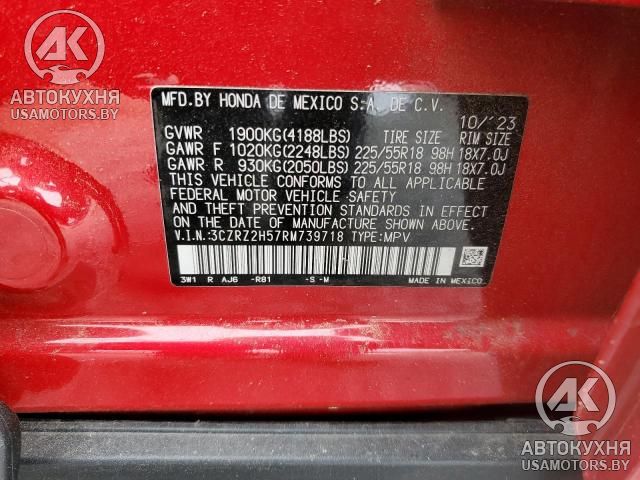 АК
АВТОКУХНЯ
USAMOTORS.BY
MFD.BY HONDA DE MEXICO S.A. DE C.V.
10/'23
GVWR 1900KG(4188LBS) TIRE SIZE RIM SIZE
GAWR F 1020KG(2248LBS) 225/55R18 98H 18X7.0J
GAWR R 930KG(2050LBS) 225/55R18 98H 18X7.0J
THIS VEHICLE CONFORMS TO ALL APPLICABLE
FEDERAL MOTOR VEHICLE SAFETY
AND THEFT PREVENTION STANDARDS IN EFFECT
ON THE DATE OF MANUFACTURE SHOWN ABOVE.
V.I.N.:3CZRZ2H57RM739718 TYPE:MPV
3W1 R AJ6 -R81 -S -M MADE IN MEXICO
АК
АВТОКУХНЯ
USAMOTORS.BY